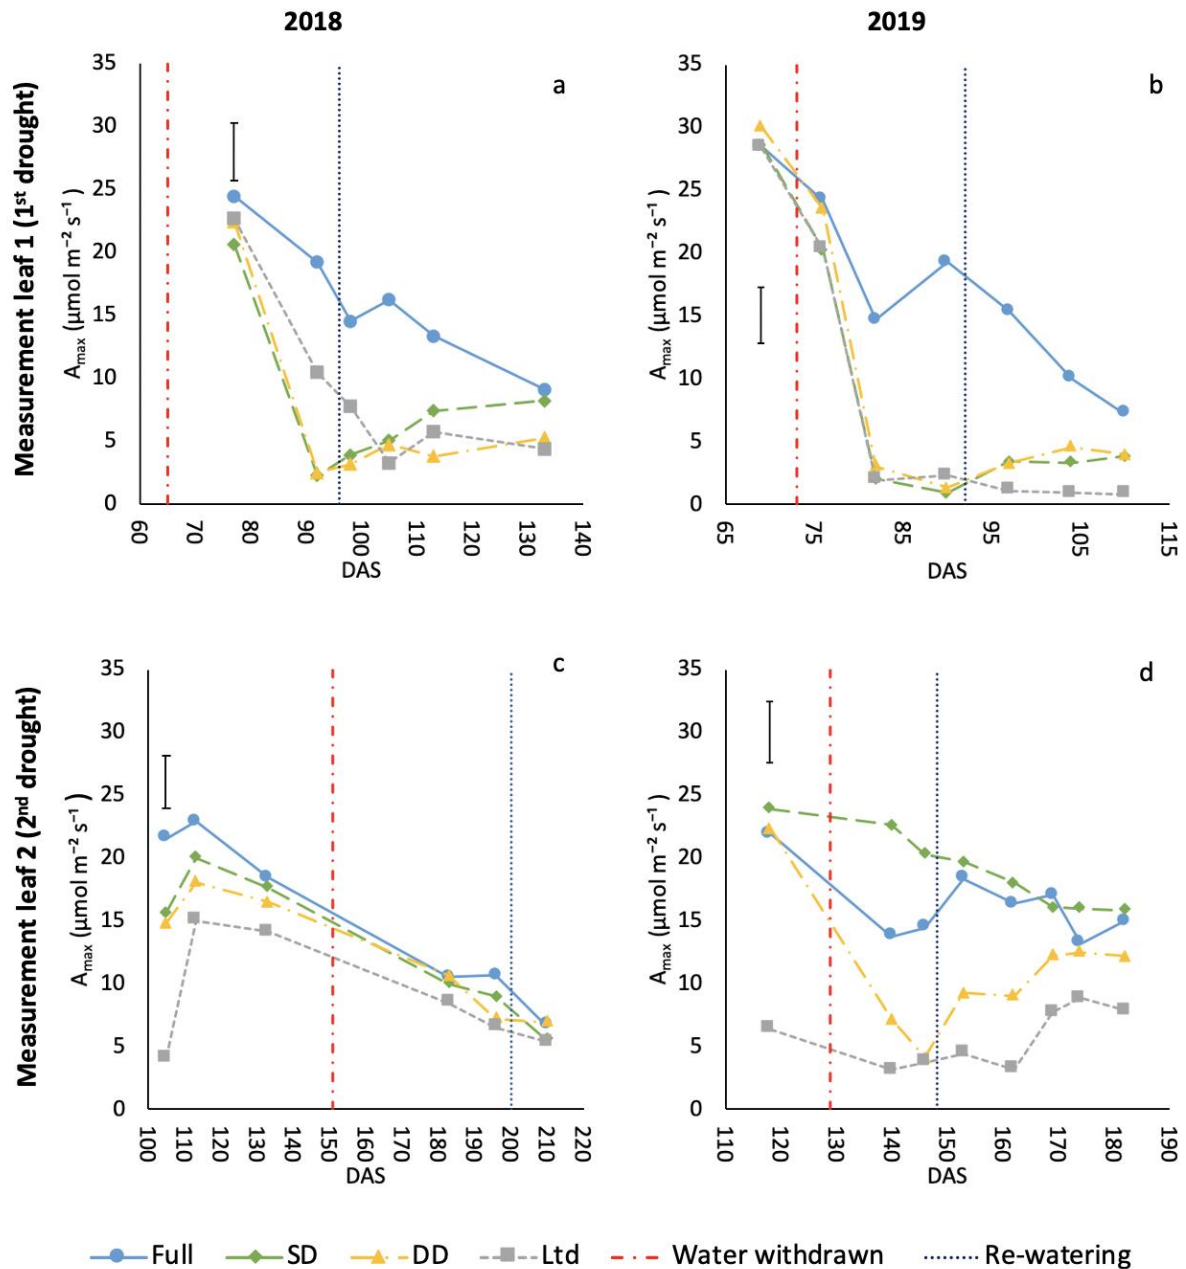 2018
2019
Measurement leaf 1 (1st drought)
a
Amax (μmol m−2 s−1 )
35
30
25
20
15
10
5
0
60 70 80 90 100 110 120 130 140
DAS
b
Amax (μmol m−2 s−1 )
35
30
25
20
15
10
5
0
65 75 85 95 105 115
DAS
Measurement leaf 2 (2nd drought)
c
Amax (μmol m−2 s−1 )
35
30
25
20
15
10
5
0
100 110 120 130 140 150 160 170 180 190 200 210 220
DAS
d
Amax (μmol m−2 s−1 )
35
30
25
20
15
10
5
0
110 120 130 140 150 160 170 180 190
DAS
Full SD DD Ltd Water withdrawn Re-watering